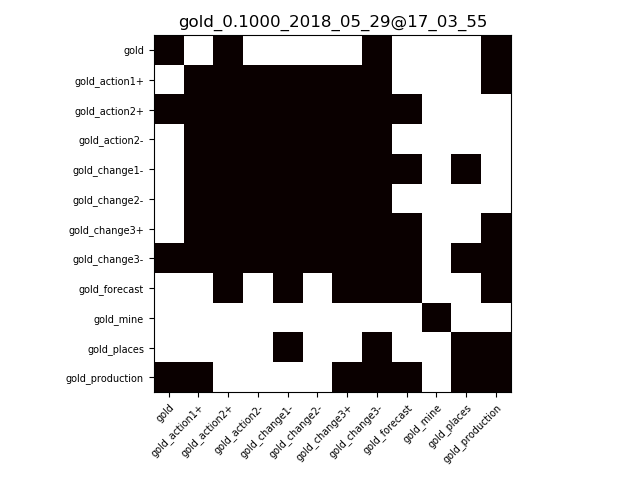 gold_0.1000_2018_05_29@17_03_55
gold
gold_action1+
gold_action2+
gold_action2-
gold_change1-
gold_change2-
gold_change3+
gold_change3-
gold_forecast
gold_mine
gold_places
gold_production
gold
gold_action1+
gold_action2+
gold_action2-
gold_change1-
gold_change2-
gold_change3+
gold_change3-
gold_forecast
gold_mine
gold_places
gold_production